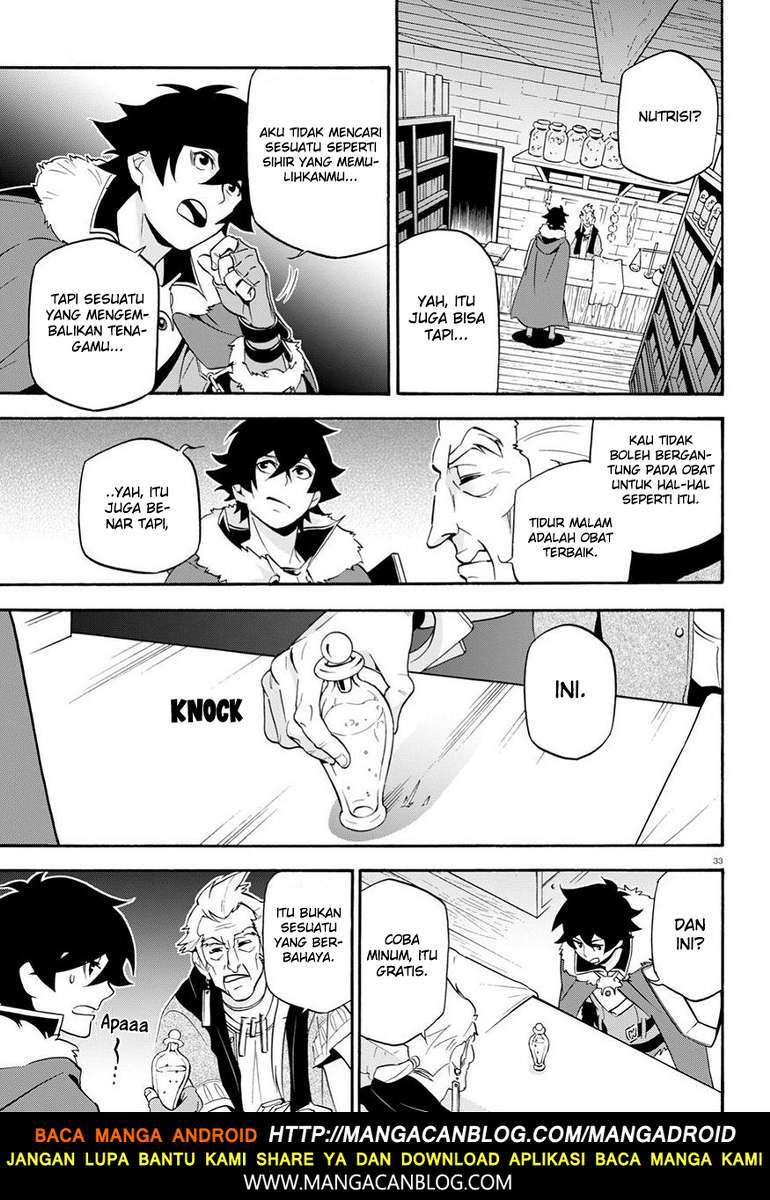 NUTRISI?
YAH, ITU
JUGA BISA
TAPI...
AKU TIDAK MENCARI
SESUATU SEPERTI
SIHIR YANG MEMU-
LIHKANMU...
TAPI SESUATU
YANG MENGEM-
BALIKAN TENA-
GAMU...
KAU TIDAK
BOLEH BERGAN-
TUNG PADA OBAT
UNTUK HAL-HAL
SEPERTI ITU.
TIDUR MALAM
ADALAH OBAT
TERBAIK.
..YAH, ITU
JUGA BE-
NAR TAPI,
INI.
KNOCK
33
DAN
INI?
COBA
MINUM, ITU
GRATIS.
ITU BUKAN
SESUATU
YANG BER-
BAHAYA.
Apaaa
...
BACA MANGA ANDROID HTTP://MANGACANBLOG.COM/MANGADROID
JANGAN LUPA BANTU KAMI SHARE YA DAN DOWNLOAD APLIKASI BACA MANGA KAMI
WWW.MANGACANBLOG.COM